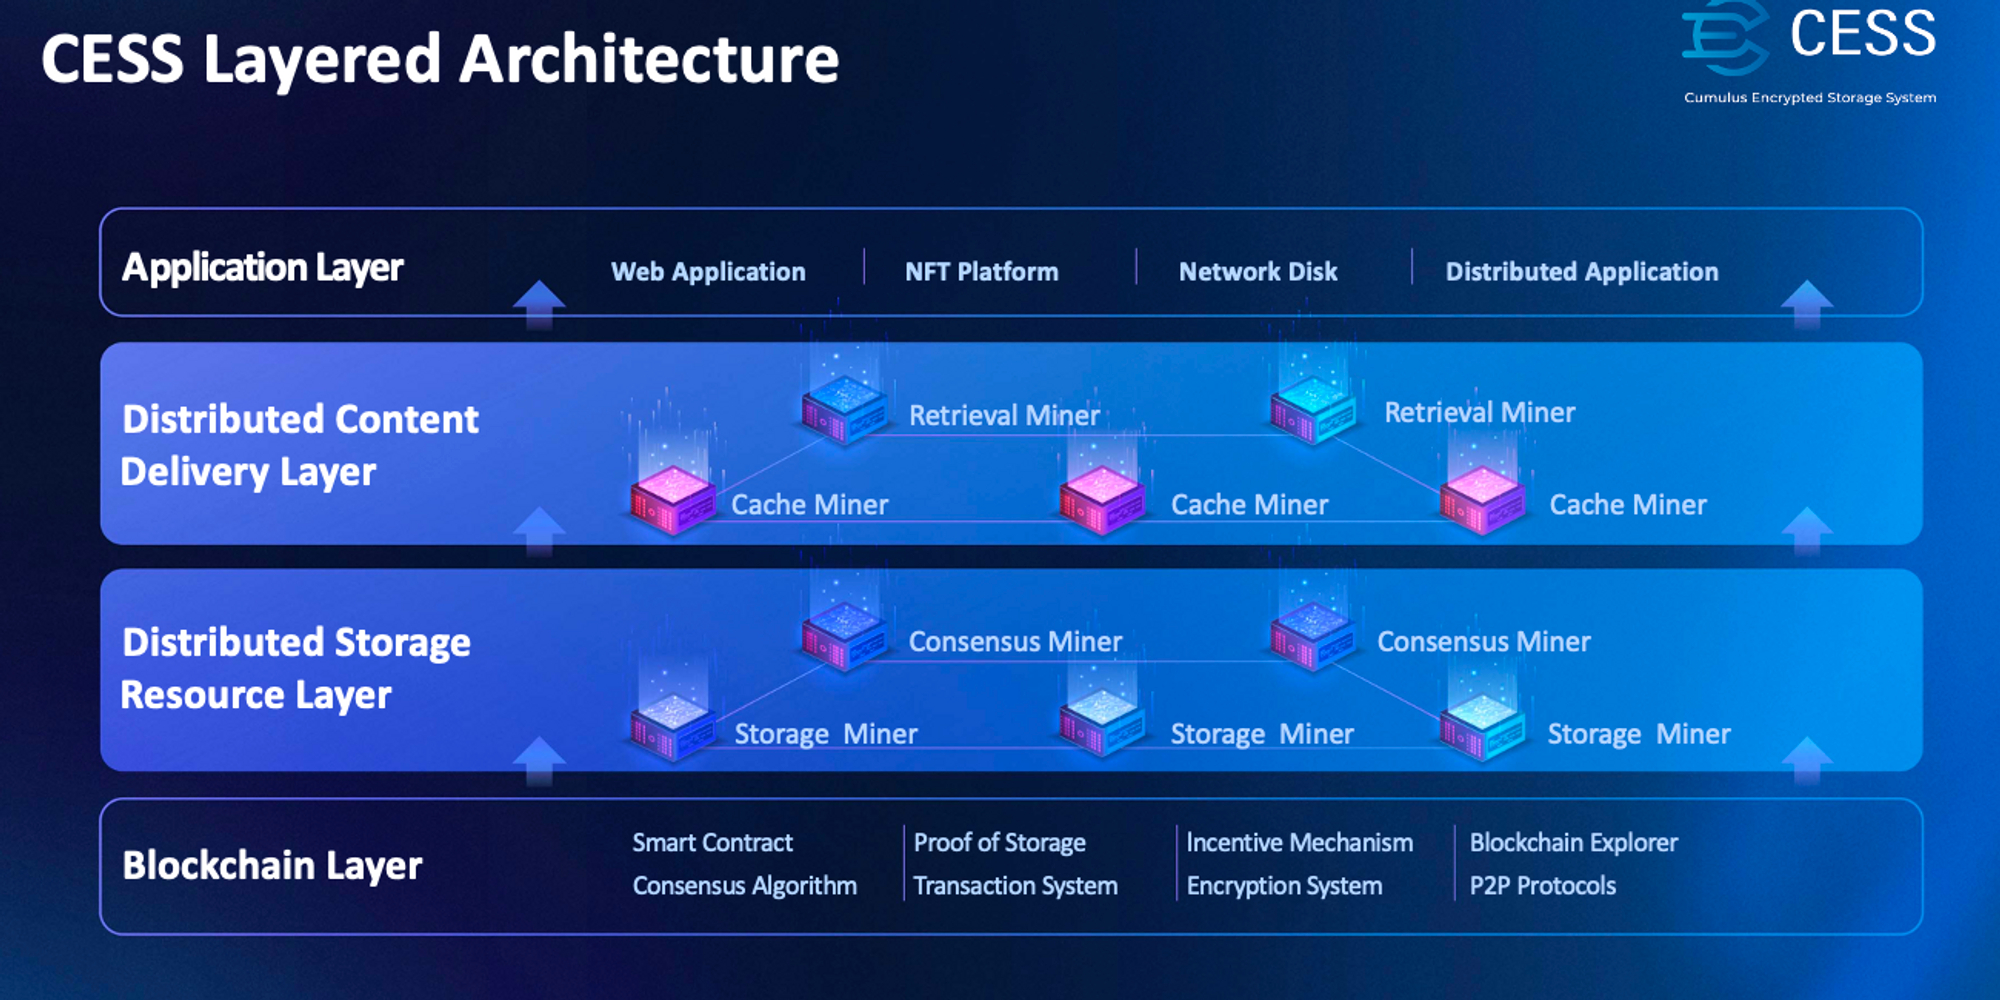 CESS Layered Architecture
CESS
Cumulus Encrypted Storage System
Application Layer
Web Application
NFT Platform
Network Disk
Distributed Application
Distributed Content
Delivery Layer
Retrieval Miner
Retrieval Miner
Cache Miner
Cache Miner
Cache Miner
Distributed Storage
Resource Layer
Consensus Miner
Consensus Miner
Storage Miner
Storage Miner
Storage Miner
Blockchain Layer
Smart Contract
Consensus Algorithm
Proof of Storage
Transaction System
Incentive Mechanism
Encryption System
Blockchain Explorer
P2P Protocols